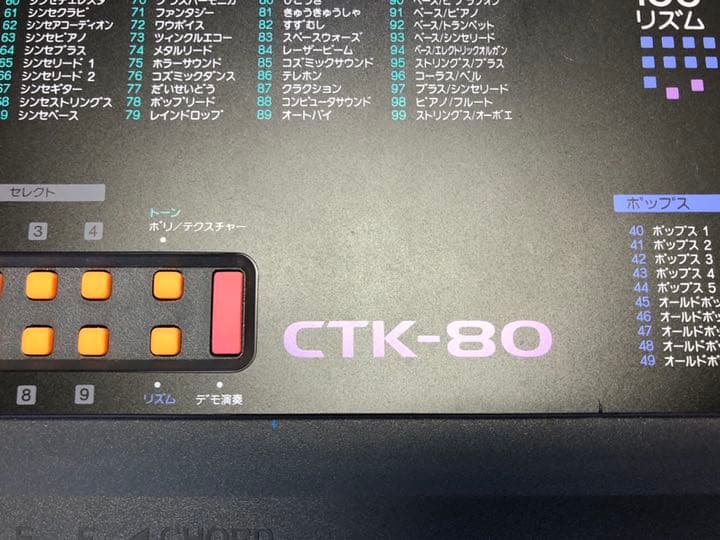 61 シンセクラビ
62 シンセアコーディオン
63 シンセピアノ
64 シンセブラス
65 シンセリード 1
66 シンセリード 2
67 シンセギター
68 シンセストリングス
69 シンセベース
71 ファンタジー
72 ワウボイス
73 ツィンクルエコー
74 メタルリード
75 ホラーサウンド
76 コズミックダンス
77 だいせいどう
78 ポップリード
79 レインドロップ
81 きゅうきゅうしゃ
82 すずむし
83 スペースウォーズ
84 レーザービーム
85 コズミックサウンド
86 テレホン
87 クラクション
88 コンピュータサウンド
89 オートバイ
91 ベース/ピアノ
92 ベース/トランペット
93 ベース/シンセリード
94 ベース/エレクトリックオルガン
95 ストリングス/ブラス
96 コーラス/ベル
97 ブラス/シンセリード
98 ピアノ/フルート
99 ストリングス/オーボエ
リズム
セレクト
3 4
トーン
ポリ/テクスチャー
8 9
リズム デモ演奏
CTK-80
ポップス
40 ポップス 1
41 ポップス 2
42 ポップス 3
43 ポップス 4
44 ポップス 5
45 オールドポ
46 オールドポ
47 オールドポ
48 オールドポ
49 オールドポ
CHORD